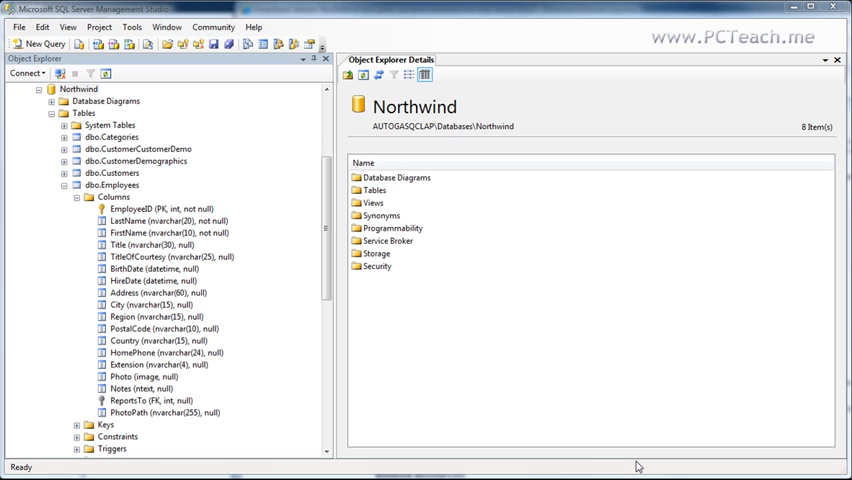 Microsoft SQL Server Management Studio
File Edit View Project Tools Window Community Help
www.PCTeach.me
New Query
Object Explorer
Connect
Northwind
Database Diagrams
Tables
System Tables
dbo.Categories
dbo.CustomerCustomerDemo
dbo.CustomerDemographics
dbo.Customers
dbo.Employees
Columns
EmployeeID (PK, int, not null)
LastName (nvarchar(20), not null)
FirstName (nvarchar(10), not null)
Title (nvarchar(30), null)
TitleOfCourtesy (nvarchar(25), null)
BirthDate (datetime, null)
HireDate (datetime, null)
Address (nvarchar(60), null)
City (nvarchar(15), null)
Region (nvarchar(15), null)
PostalCode (nvarchar(10), null)
Country (nvarchar(15), null)
HomePhone (nvarchar(24), null)
Extension (nvarchar(4), null)
Photo (image, null)
Notes (ntext, null)
ReportsTo (FK, int, null)
PhotoPath (nvarchar(255), null)
Keys
Constraints
Triggers
Object Explorer Details
Northwind
AUTOGASQCLAP\Databases\Northwind
8 Item(s)
Name
Database Diagrams
Tables
Views
Synonyms
Programmability
Service Broker
Storage
Security
Ready